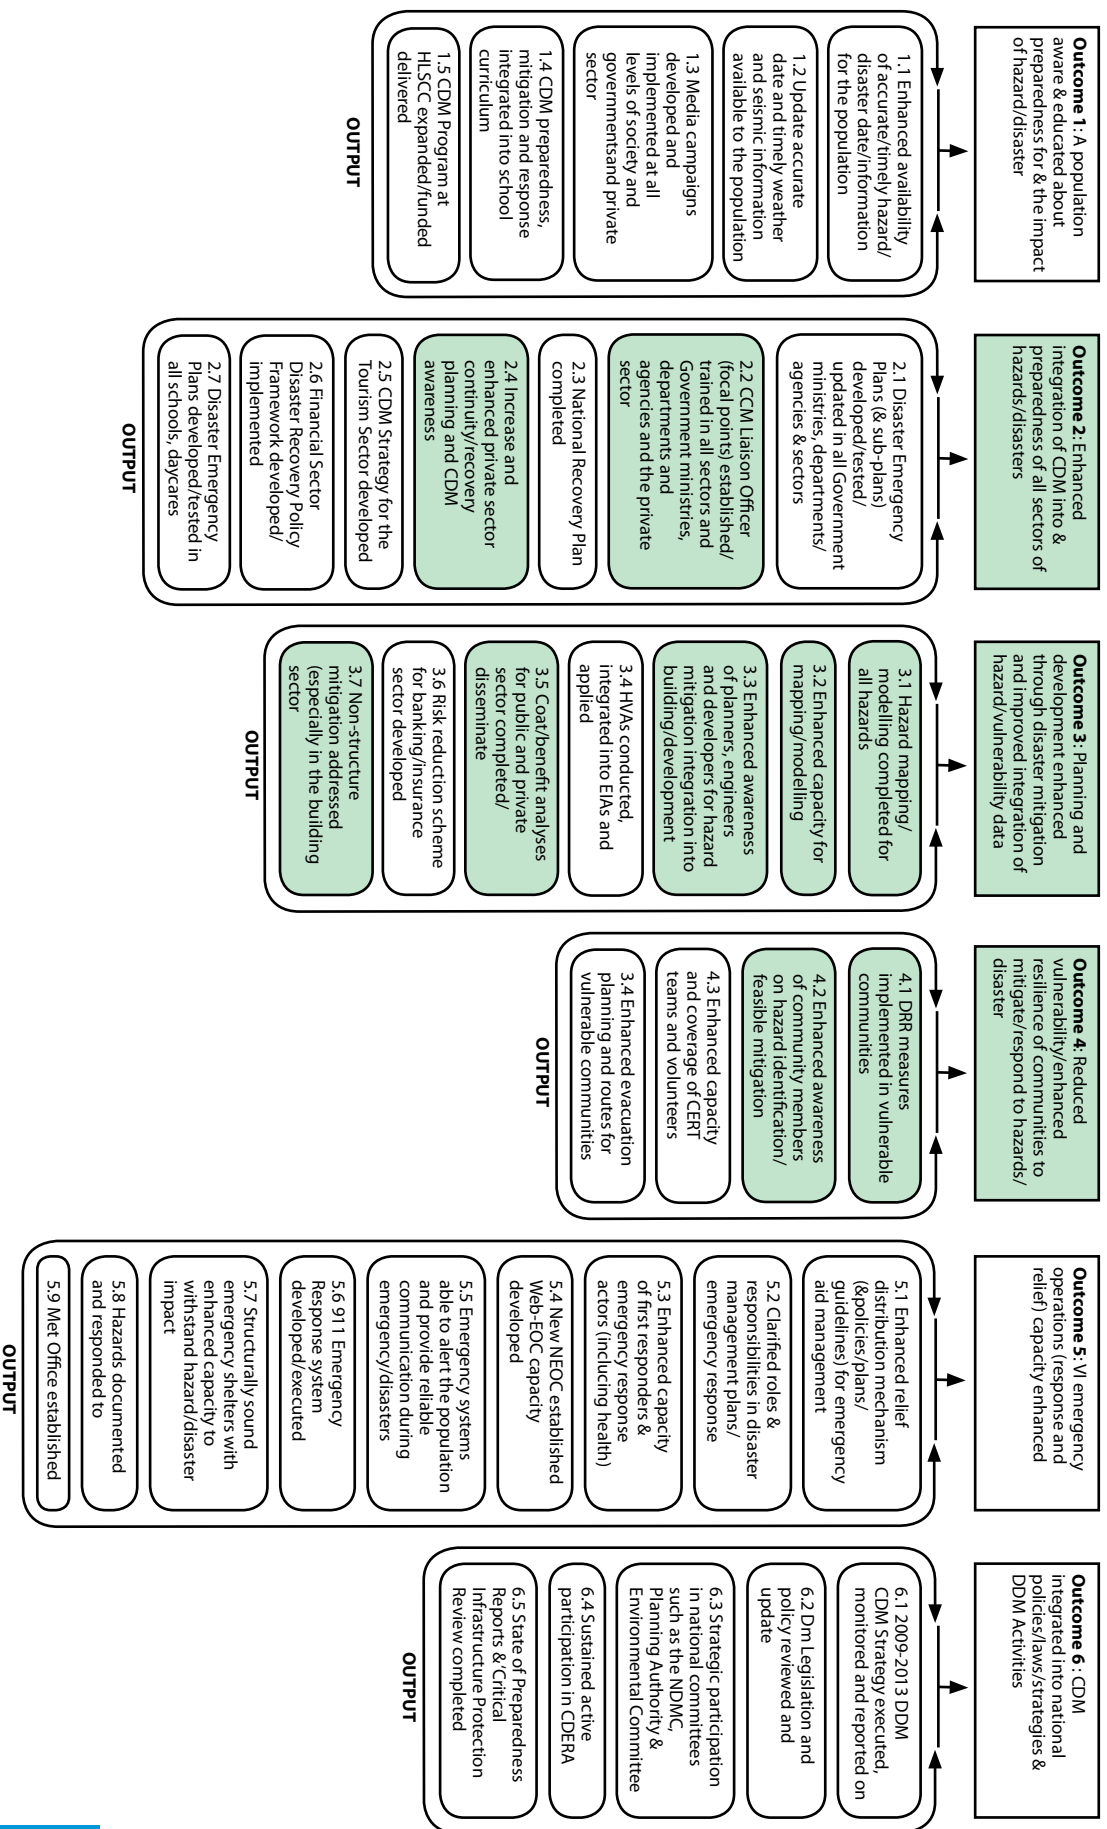 Outcome 1: A population
aware & educated about
preparedness for & the impact
of hazard/disaster
1.1 Enhanced availability
of accurate/timely hazard/
disaster date/information
for the population
1.2 Update accurate
date and timely weather
and seismic information
available to the population
1.3 Media campaigns
developed and
implemented at all
levels of society and
governmentsand private
sector
1.4 CDM preparedness,
mitigation and response
integrated into school
curriculum
1.5 CDM Program at
HLSCC expanded/funded
delivered
OUTPUT
Outcome 2: Enhanced
integration of CDM into &
preparedness of all sectors of
hazards/disasters
2.1 Disaster Emergency
Plans (& sub-plans)
developed/tested/
updated in all Government
ministries, departments/
agencies & sectors
2.2 CCM Liaison Officer
(focal points) established/
trained in all sectors and
Government ministries,
departments and
agencies and the private
sector
2.3 National Recovery Plan
completed
2.4 Increase and
enhanced private sector
continuity/recovery
planning and CDM
awareness
2.5 CDM Strategy for the
Tourism Sector developed
2.6 Financial Sector
Disaster Recovery Policy
Framework developed/
implemented
2.7 Disaster Emergency
Plans developed/tested in
all schools, daycares
OUTPUT
Outcome 3: Planning and
development enhanced
through disaster mitigation
and improved integration of
hazard/vulnerability data
3.1 Hazard mapping/
modelling completed for
all hazards
3.2 Enhanced capacity for
mapping/modelling
3.3 Enhanced awareness
of planners, engineers
and developers for hazard
mitigation integration into
building/development
3.4 HVAs conducted,
integrated into EIAs and
applied
3.5 Coat/benefit analyses
for public and private
sector completed/
disseminate
3.6 Risk reduction scheme
for banking/insurance
sector developed
3.7 Non-structure
mitigation addressed
(especially in the building
sector
OUTPUT
Outcome 4: Reduced
vulnerability/enhanced
resilience of communities to
mitigate/respond to hazards/
disaster
4.1 DRR measures
implemented in vulnerable
communities
4.2 Enhanced awareness
of community members
on hazard identification/
feasible mitigation
4.3 Enhanced capacity
and coverage of CERT
teams and volunteers
3.4 Enhanced evacuation
planning and routes for
vulnerable communities
OUTPUT
Outcome 5: VI emergency
operations (response and
relief) capacity enhanced
5.1 Enhanced relief
distribution mechanism
(&policies/plans/
guidelines) for emergency
aid management
5.2 Clarified roles &
responsibilities in disaster
management plans/
emergency response
5.3 Enhanced capacity
of first responders &
emergency response
actors (including health)
5.4 New NEOC established
Web-EOC capacity
developed
5.5 Emergency systems
able to alert the population
and provide reliable
communication during
emergency/disasters
5.6 911 Emergency
Response system
developed/executed
5.7 Structurally sound
emergency shelters with
enhanced capacity to
withstand hazard/disaster
impact
5.8 Hazards documented
and responded to
5.9 Met Office established
OUTPUT
Outcome 6 : CDM
integrated into national
policies/laws/strategies &
DDM Activities
6.1 2009-2013 DDM
CDM Strategy executed,
monitored and reported on
6.2 Dm Legislation and
policy reviewed and
update
6.3 Strategic participation
in national committees
such as the NDMC,
Planning Authority &
Environmental Committee
6.4 Sustained active
participation in CDERA
6.5 State of Preparedness
Reports &'Critical
Infrastructure Protection
Review completed
OUTPUT